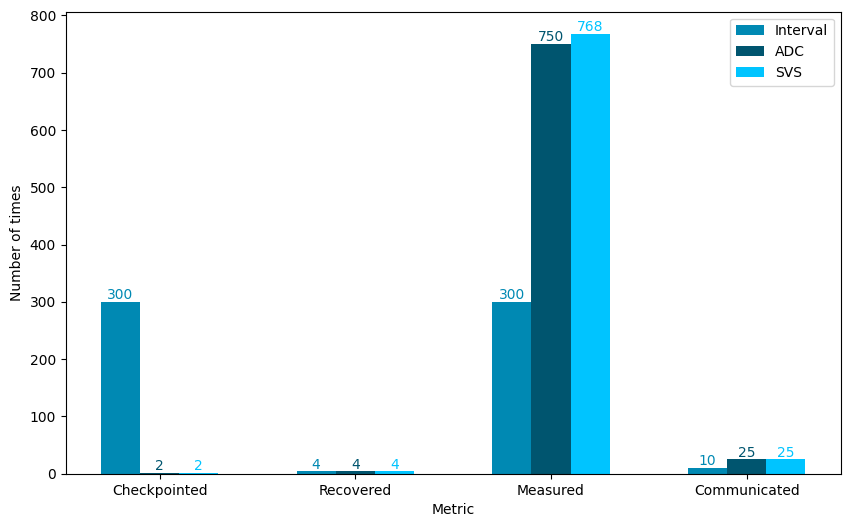 800
700
600
500
400
300
200
100
0
Number of times
Interval
ADC
SVS
300
2
2
4
4
4
300
750
768
10
25
25
Checkpointed
Recovered
Measured
Communicated
Metric